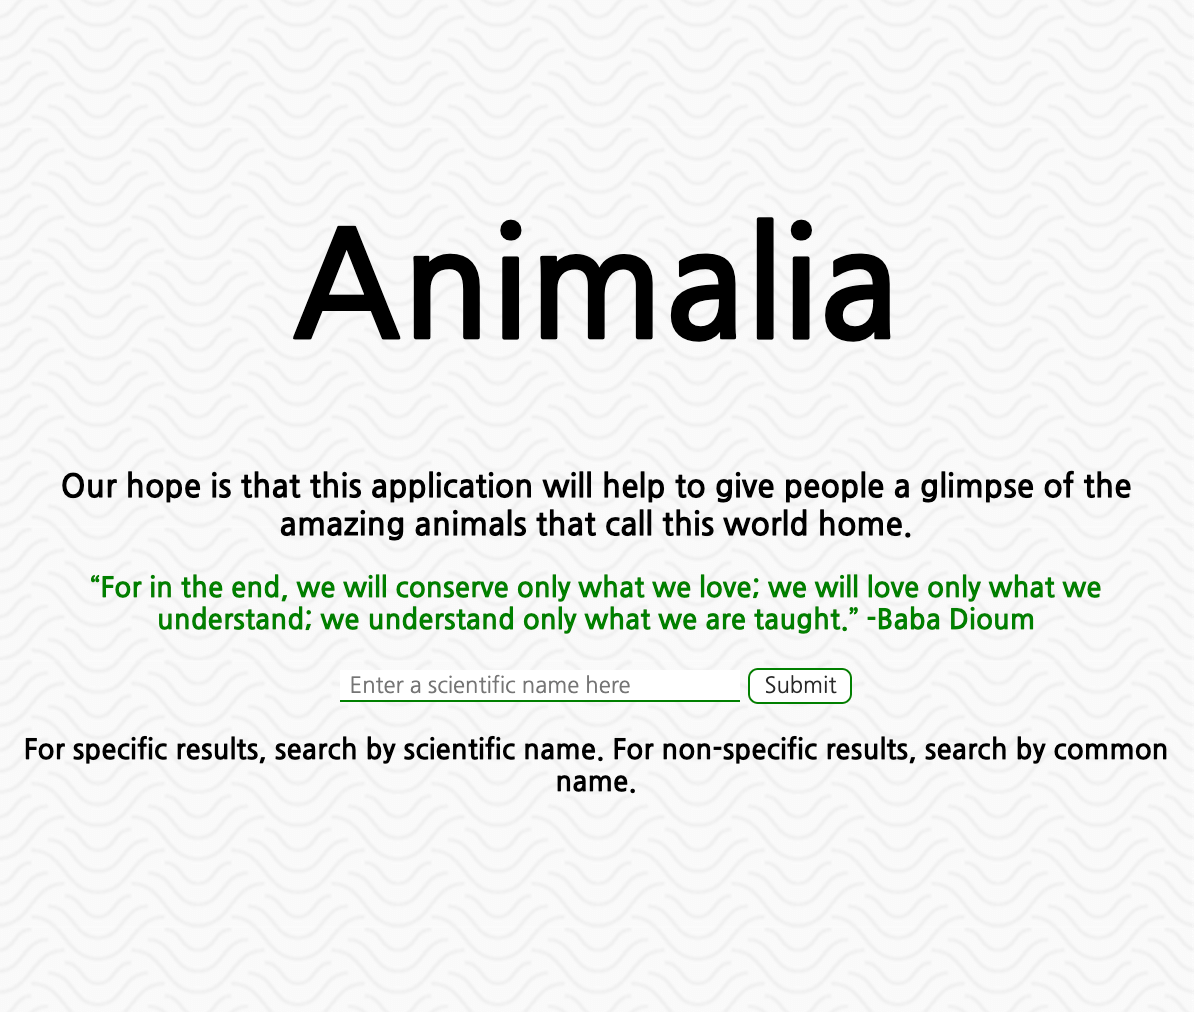 Animalia
Our hope is that this application will help to give people a glimpse of the
amazing animals that call this world home.
“For in the end, we will conserve only what we love; we will love only what we
understand; we understand only what we are taught.” -Baba Dioum
Enter a scientific name here Submit
For specific results, search by scientific name. For non-specific results, search by common
name.